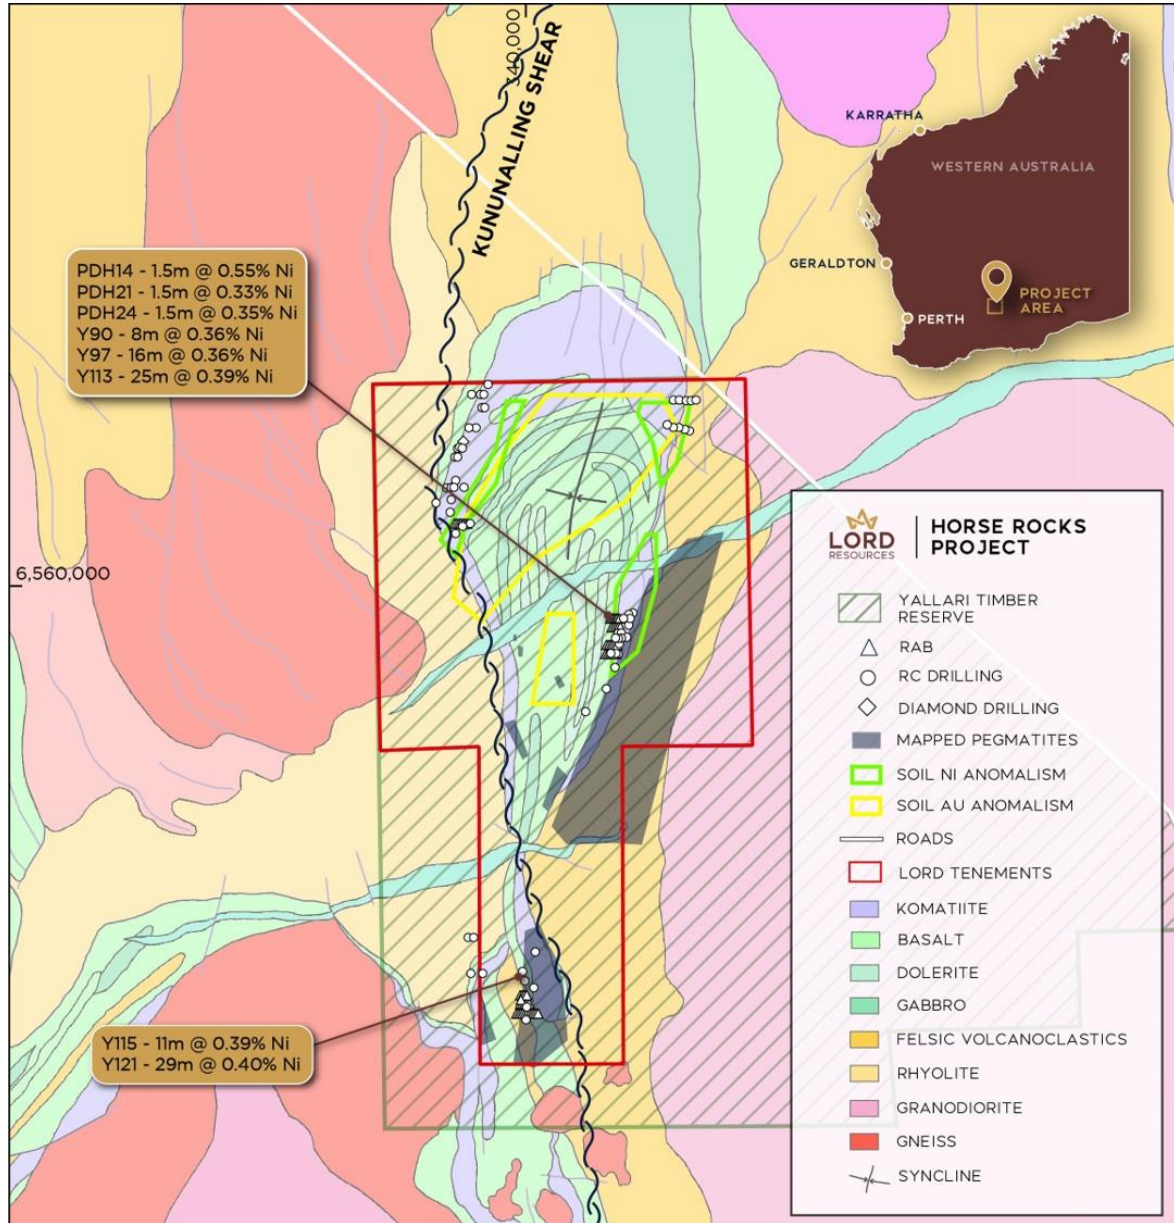 340,000
KUNUNALLING SHEAR
KARRATHA
WESTERN AUSTRALIA
GERALDTON
PROJECT
AREA
PERTH
PDH14 - 1.5m @ 0.55% Ni
PDH21 - 1.5m @ 0.33% Ni
PDH24 - 1.5m @ 0.35% Ni
Y90 - 8m @ 0.36% Ni
Y97 - 16m @ 0.36% Ni
Y113 - 25m @ 0.39% Ni
6,560,000
LORD
RESOURCES
HORSE ROCKS
PROJECT
YALLARI TIMBER
RESERVE
RAB
RC DRILLING
DIAMOND DRILLING
MAPPED PEGMATITES
SOIL NI ANOMALISM
SOIL AU ANOMALISM
ROADS
LORD TENEMENTS
KOMATIITE
BASALT
DOLERITE
GABBRO
FELSIC VOLCANOCLASTICS
RHYOLITE
GRANODIORITE
GNEISS
SYNCLINE
Y115 - 11m @ 0.39% Ni
Y121 - 29m @ 0.40% Ni